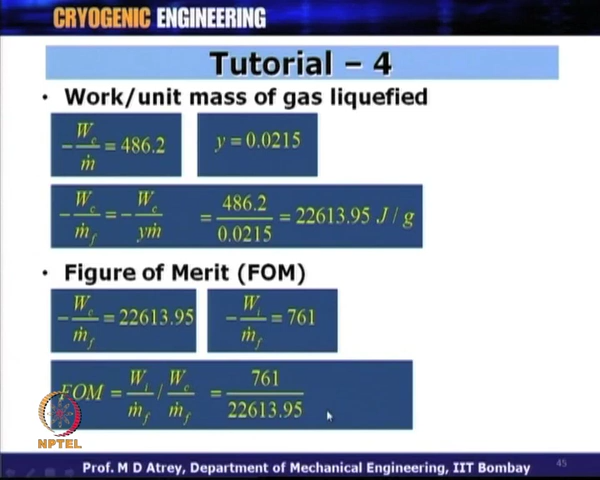 CRYOGENIC ENGINEERING
Tutorial – 4
• Work/unit mass of gas liquefied
-W_c/ṁ = 486.2
y = 0.0215
-W_c/ṁ_f = -W_c/yṁ = 486.2/0.0215 = 22613.95 J/g
• Figure of Merit (FOM)
-W_c/ṁ_f = 22613.95
-W_i/ṁ_f = 761
FOM = W_i/ṁ_f / W_c/ṁ_f = 761/22613.95
NPTEL
Prof. M D Atrey, Department of Mechanical Engineering, IIT Bombay
45